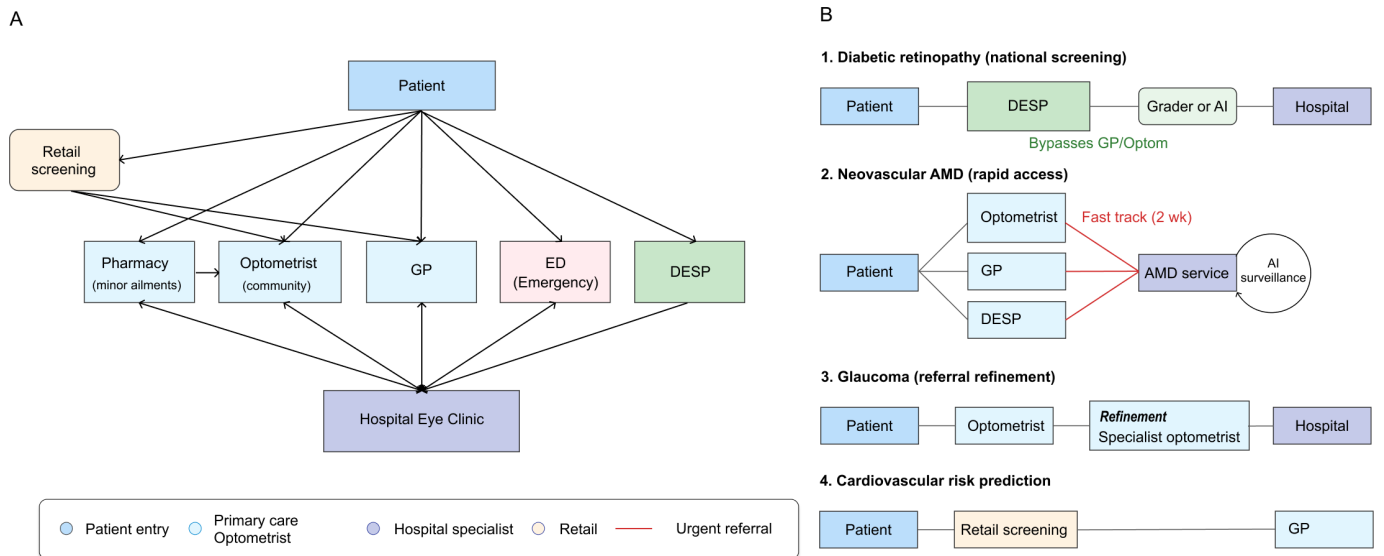 A
Patient
Retail
screening
Pharmacy
(minor ailments)
Optometrist
(community)
GP
ED
(Emergency)
DESP
Hospital Eye Clinic
Patient entry
Primary care
Optometrist
Hospital specialist
Retail
Urgent referral
B
1. Diabetic retinopathy (national screening)
Patient
DESP
Grader or AI
Hospital
Bypasses GP/Optom
2. Neovascular AMD (rapid access)
Optometrist
Fast track (2 wk)
Patient
GP
AMD service
AI
surveillance
DESP
3. Glaucoma (referral refinement)
Patient
Optometrist
Refinement
Specialist optometrist
Hospital
4. Cardiovascular risk prediction
Patient
Retail screening
GP